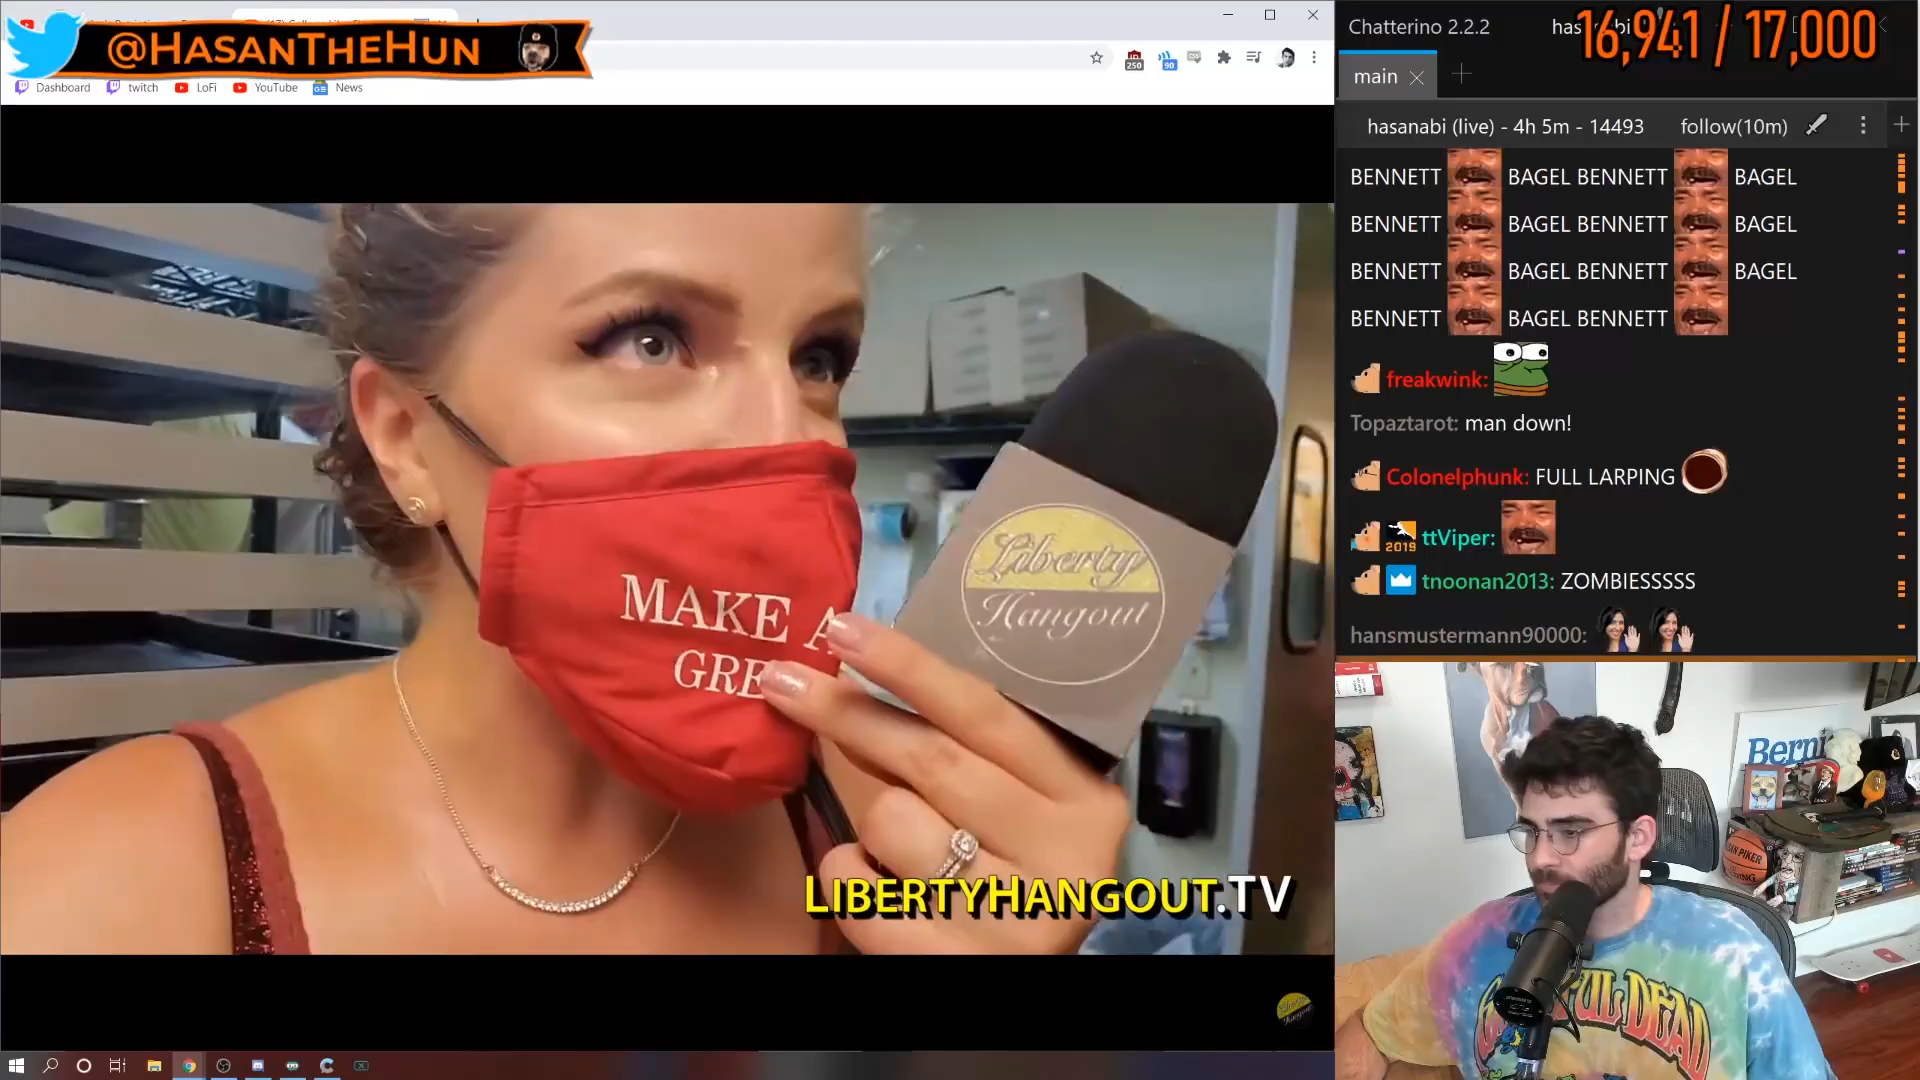 @HASANTHEHUN
Dashboard twitch LoFi YouTube News
250
90
MAKE A
GRE
Liberty
Hangout
LIBERTYHANGOUT.TV
Chatterino 2.2.2
16,941 / 17,000
main
hasanabi (live) - 4h 5m - 14493 follow(10m)
BENNETT BAGEL BENNETT BAGEL
BENNETT BAGEL BENNETT BAGEL
BENNETT BAGEL BENNETT BAGEL
BENNETT BAGEL BENNETT
freakwink:
Topaztarot: man down!
Colonelphunk: FULL LARPING
2019 ttViper:
tnoonan2013: ZOMBIESSSSS
hansmustermann90000:
Berni